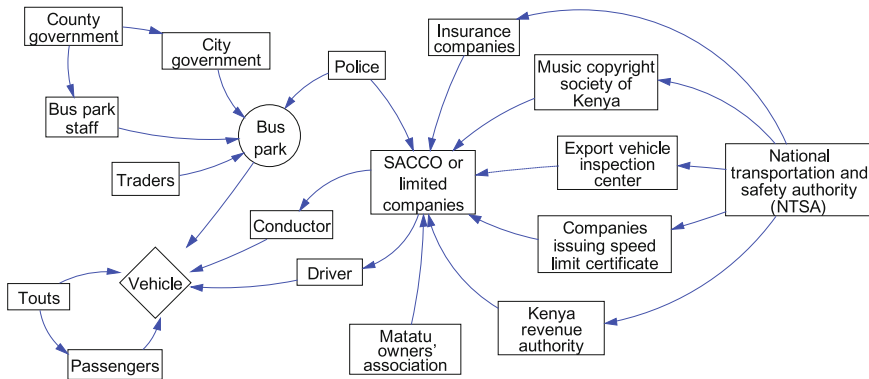 County
government
City
government
Bus park
staff
Traders
Bus
park
Police
Insurance
companies
Music copyright
society of
Kenya
Export vehicle
inspection
center
National
transportation and
safety authority
(NTSA)
SACCO or
limited
companies
Companies
issuing speed
limit certificate
Conductor
Driver
Vehicle
Touts
Passengers
Matatu
owners'
association
Kenya
revenue
authority